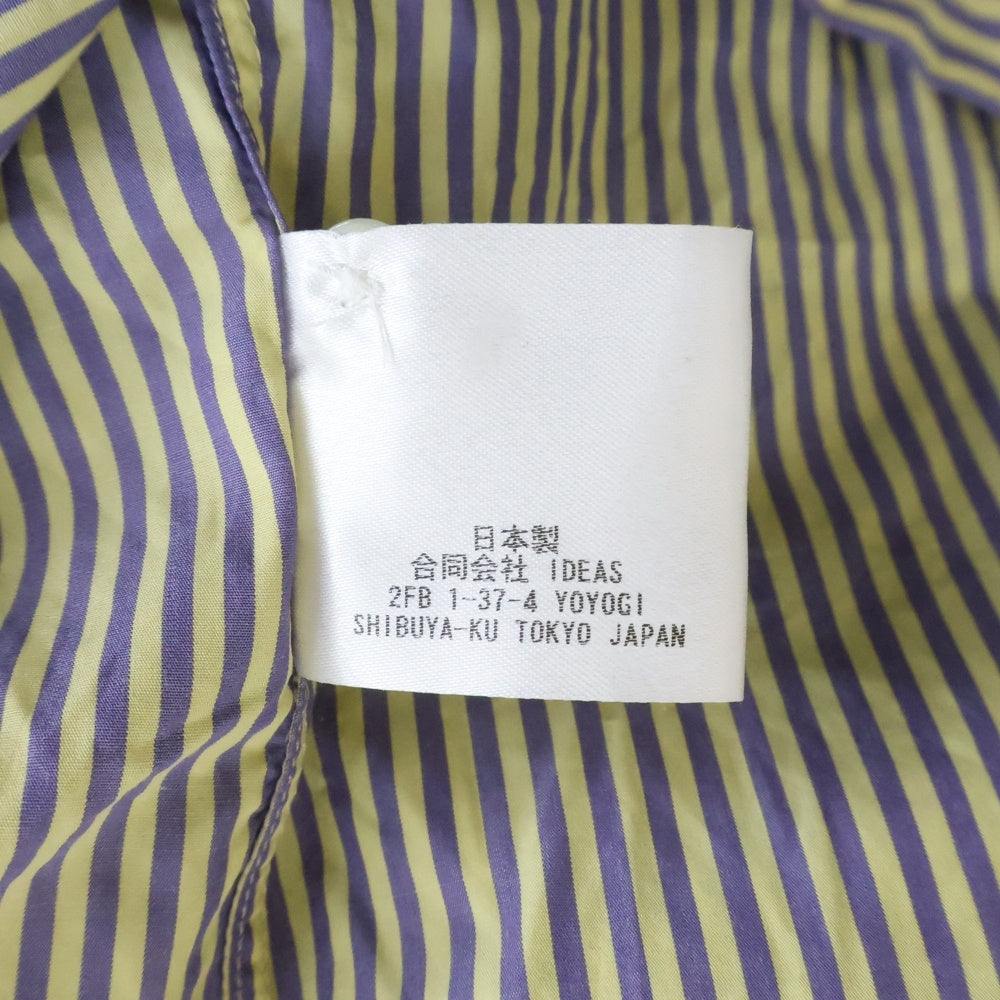 日本製
合同会社 IDEAS
2FB 1-37-4 YOYOGI
SHIBUYA-KU TOKYO JAPAN